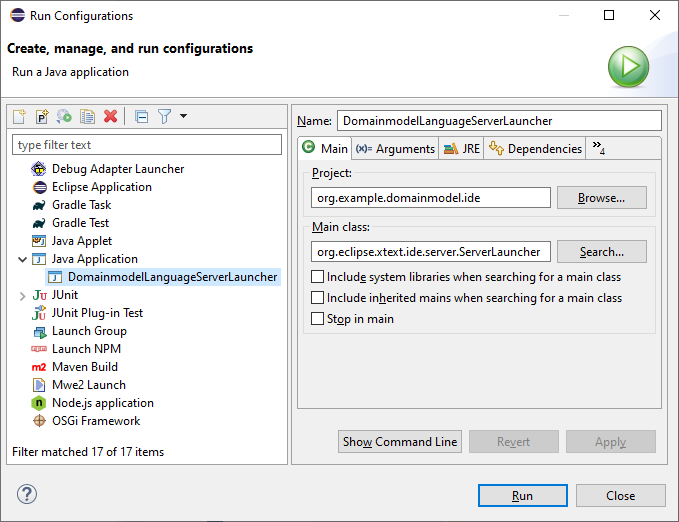 Run Configurations
Create, manage, and run configurations
Run a Java application
type filter text
Debug Adapter Launcher
Eclipse Application
Gradle Task
Gradle Test
Java Applet
Java Application
DomainmodelLanguageServerLauncher
JUnit
JUnit Plug-in Test
Launch Group
Launch NPM
Maven Build
Mwe2 Launch
Node.js application
OSGi Framework
Filter matched 17 of 17 items
Name: DomainmodelLanguageServerLauncher
Main (x)= Arguments JRE Dependencies »4
Project:
org.example.domainmodel.ide Browse...
Main class:
org.eclipse.xtext.ide.server.ServerLauncher Search...
Include system libraries when searching for a main class
Include inherited mains when searching for a main class
Stop in main
Show Command Line Revert Apply
Run Close